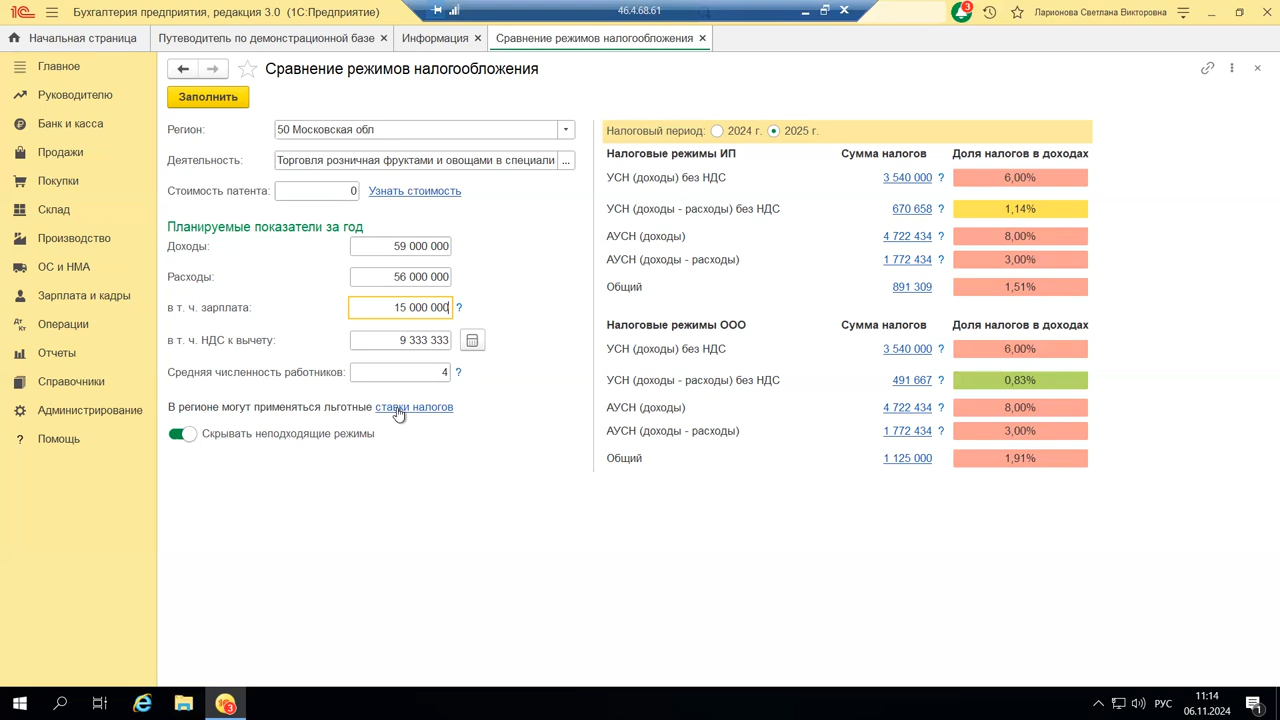 Бухгалтерия предприятия, редакция 3.0 (1С:Предприятие)
46.4.68.61
3
Ларионова Светлана Викторовна
Начальная страница
Путеводитель по демонстрационной базе
Информация
Сравнение режимов налогообложения
Главное
Руководителю
Банк и касса
Продажи
Покупки
Склад
Производство
ОС и НМА
Зарплата и кадры
Дт Кт Операции
Отчеты
Справочники
Администрирование
? Помощь
Сравнение режимов налогообложения
Заполнить
Регион: 50 Московская обл
Деятельность: Торговля розничная фруктами и овощами в специали ...
Стоимость патента: 0 Узнать стоимость
Планируемые показатели за год
Доходы: 59 000 000
Расходы: 56 000 000
в т. ч. зарплата: 15 000 000 ?
в т. ч. НДС к вычету: 9 333 333
Средняя численность работников: 4 ?
В регионе могут применяться льготные ставки налогов
Скрывать неподходящие режимы
Налоговый период: 2024 г. 2025 г.
Налоговые режимы ИП Сумма налогов Доля налогов в доходах
УСН (доходы) без НДС 3 540 000 ? 6,00%
УСН (доходы - расходы) без НДС 670 658 ? 1,14%
АУСН (доходы) 4 722 434 ? 8,00%
АУСН (доходы - расходы) 1 772 434 ? 3,00%
Общий 891 309 1,51%
Налоговые режимы ООО Сумма налогов Доля налогов в доходах
УСН (доходы) без НДС 3 540 000 ? 6,00%
УСН (доходы - расходы) без НДС 491 667 ? 0,83%
АУСН (доходы) 4 722 434 ? 8,00%
АУСН (доходы - расходы) 1 772 434 ? 3,00%
Общий 1 125 000 1,91%
3
РУС
11:14
06.11.2024
1